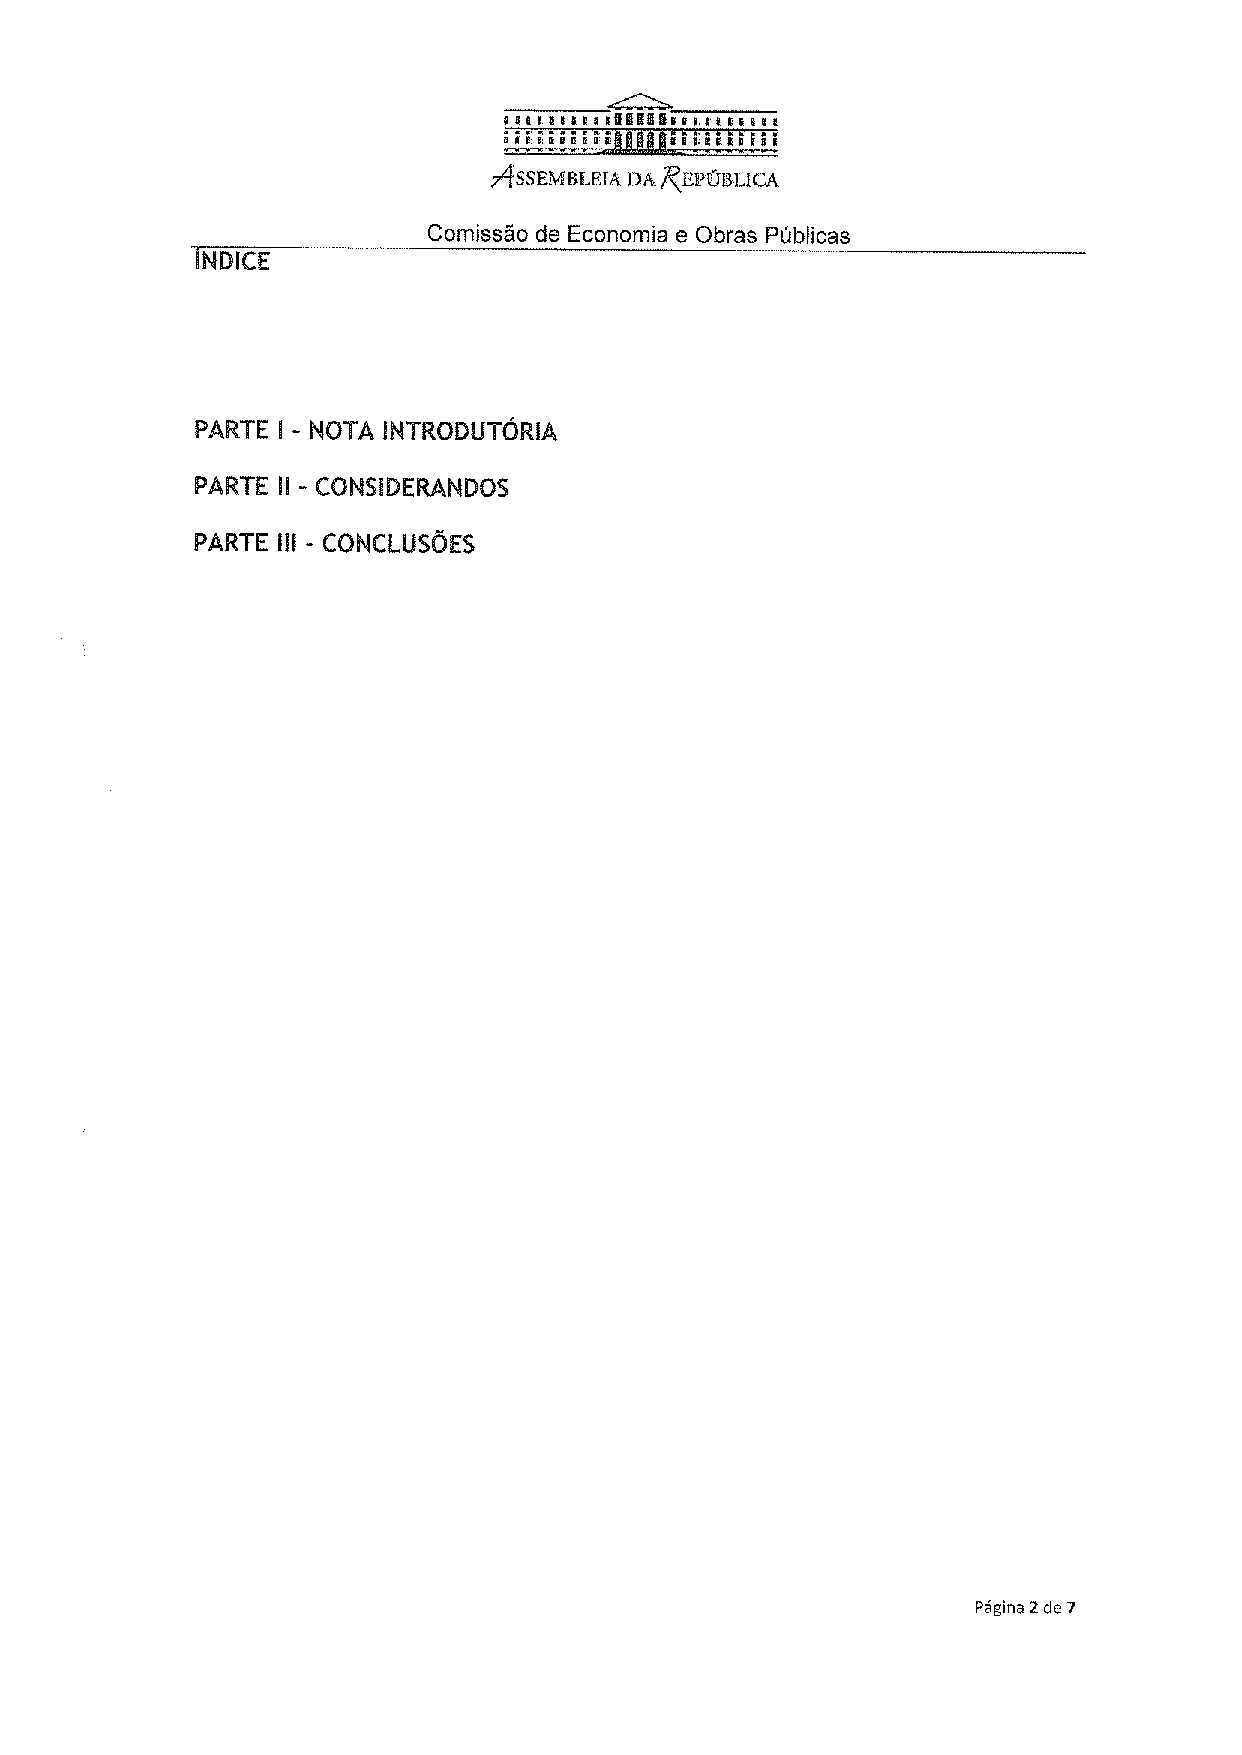 ASSEMBLEIA DA REPÚBLICA
Comissão de Economia e Obras Públicas
ÍNDICE
PARTE I - NOTA INTRODUTÓRIA
PARTE II - CONSIDERANDOS
PARTE III - CONCLUSÕES
Página 2 de 7